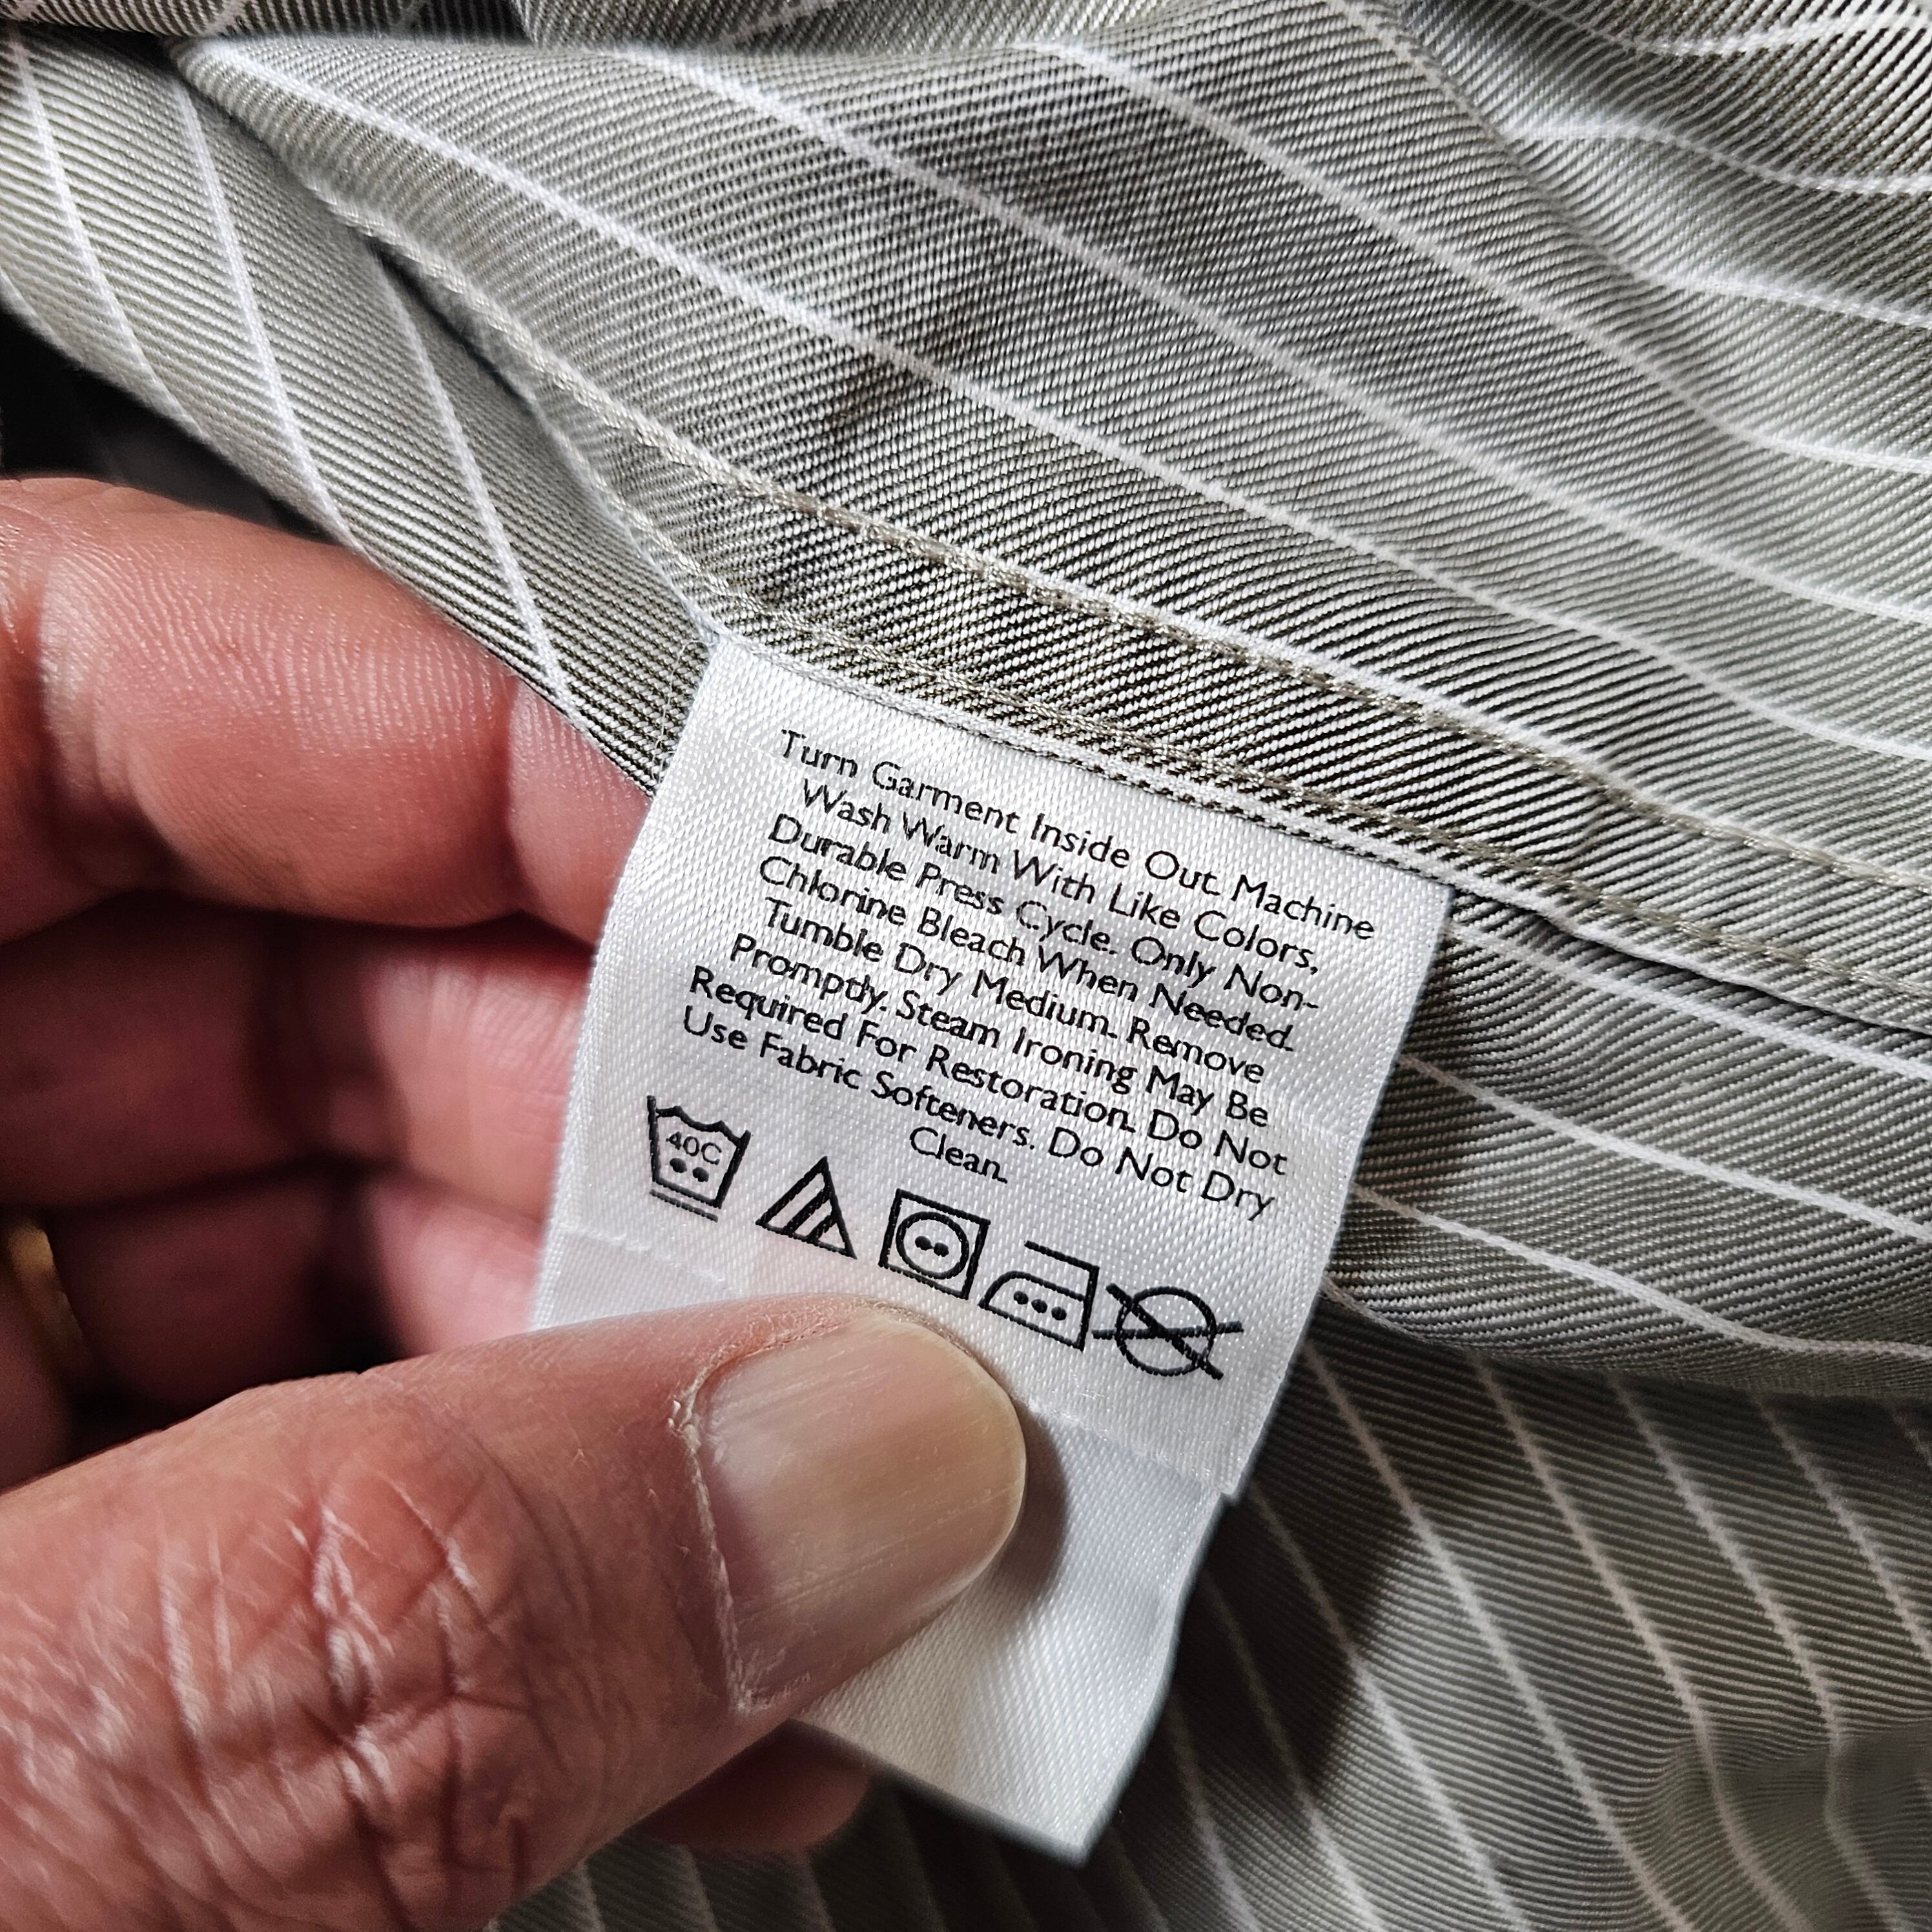 Turn Garment Inside Out. Machine
Wash Warm With Like Colors,
Durable Press Cycle. Only Non-
Chlorine Bleach When Needed.
Tumble Dry Medium. Remove
Promptly. Steam Ironing May Be
Required For Restoration. Do Not
Use Fabric Softeners. Do Not Dry
Clean.
40C